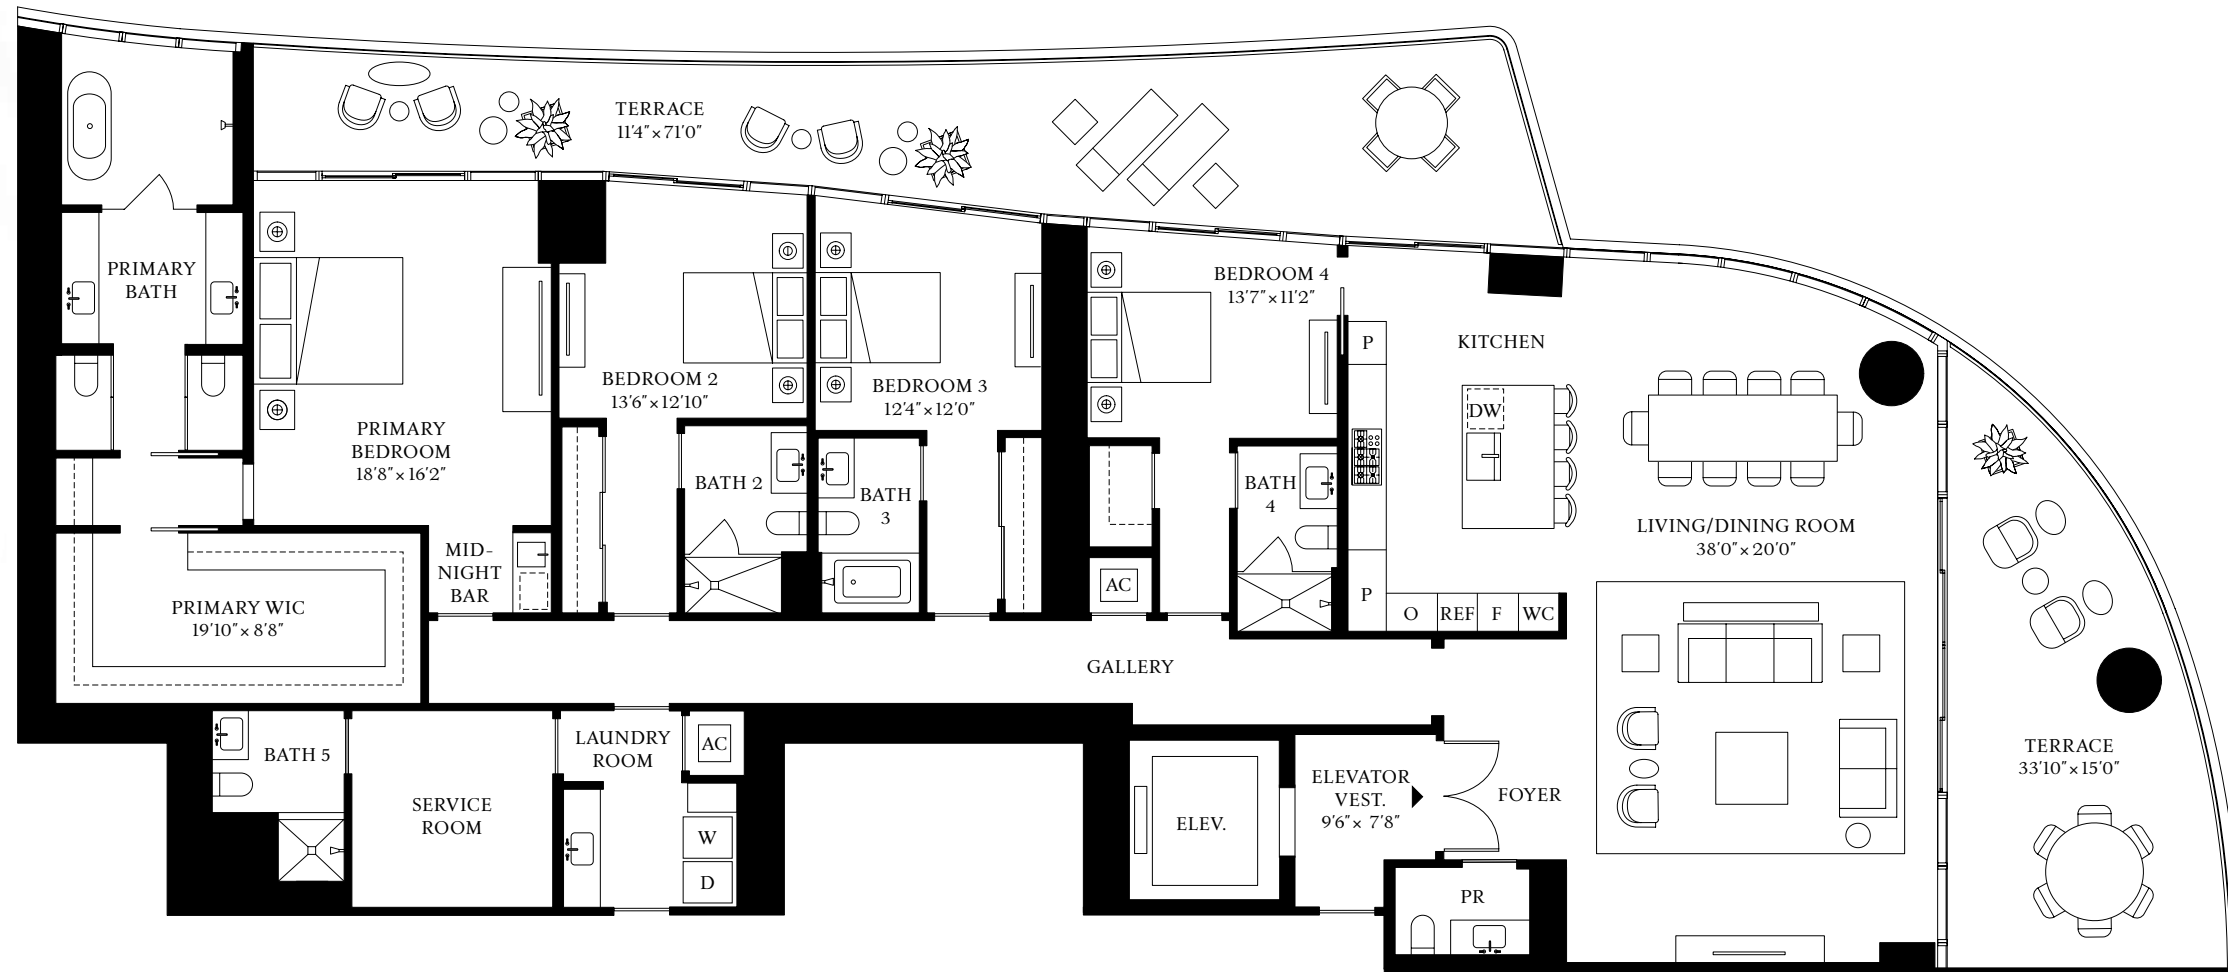 TERRACE
11'4"×71'0"
PRIMARY
BATH
BEDROOM 4
13'7"×11'2"
P
KITCHEN
BEDROOM 2
13'6"×12'10"
BEDROOM 3
12'4"×12'0"
DW
PRIMARY
BEDROOM
18'8"×16'2"
BATH 2
BATH
3
BATH
4
LIVING/DINING ROOM
38'0"×20'0"
MID-
NIGHT
BAR
AC
P
PRIMARY WIC
19'10"×8'8"
O
REF
F
WC
GALLERY
BATH 5
LAUNDRY
ROOM
AC
TERRACE
33'10"×15'0"
SERVICE
ROOM
ELEVATOR
VEST.
9'6"× 7'8"
FOYER
ELEV.
W
D
PR